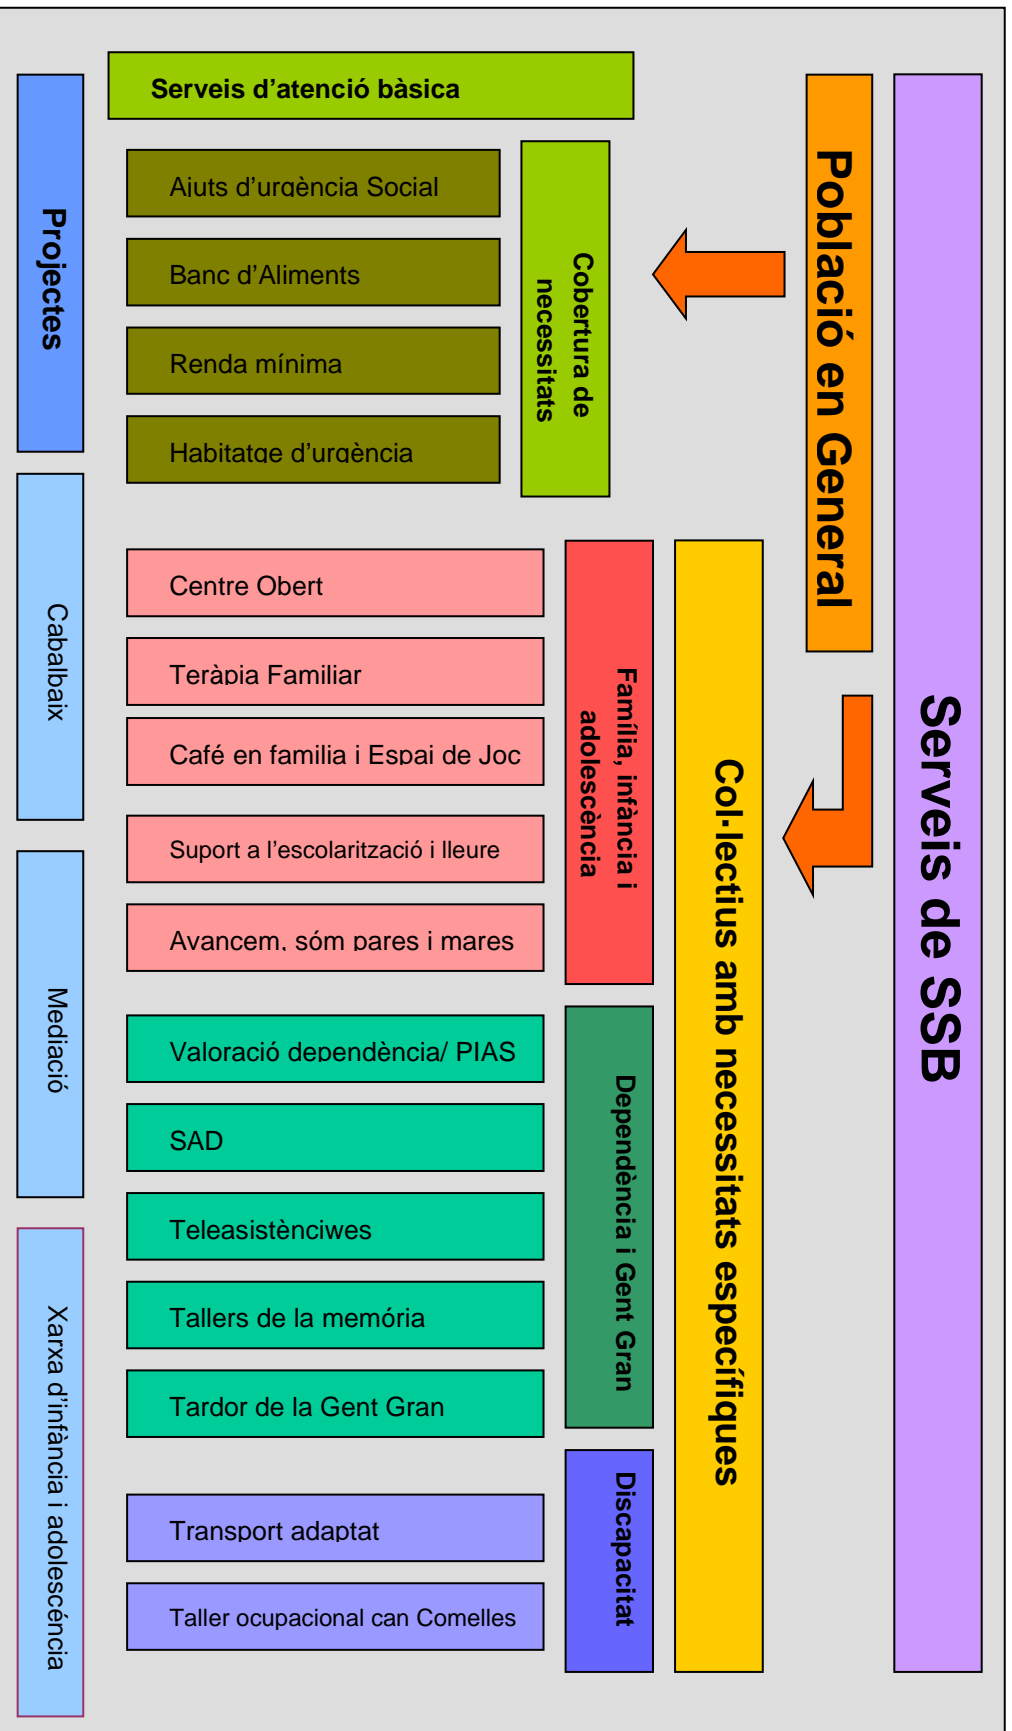 Serveis de SSB
Població en General
Serveis d'atenció bàsica
Cobertura de
necessitats
Ajuts d'urgència Social
Banc d'Aliments
Renda mínima
Habitatge d'urgència
Col·lectius amb necessitats específiques
Família, infància i
adolescència
Centre Obert
Teràpia Familiar
Café en familia i Espai de Joc
Suport a l'escolarització i lleure
Avancem, sóm pares i mares
Dependència i Gent Gran
Valoració dependència/ PIAS
SAD
Teleasistènciwes
Tallers de la memória
Tardor de la Gent Gran
Discapacitat
Transport adaptat
Taller ocupacional can Comelles
Projectes
Cabalbaix
Mediació
Xarxa d'infància i adolescéncia